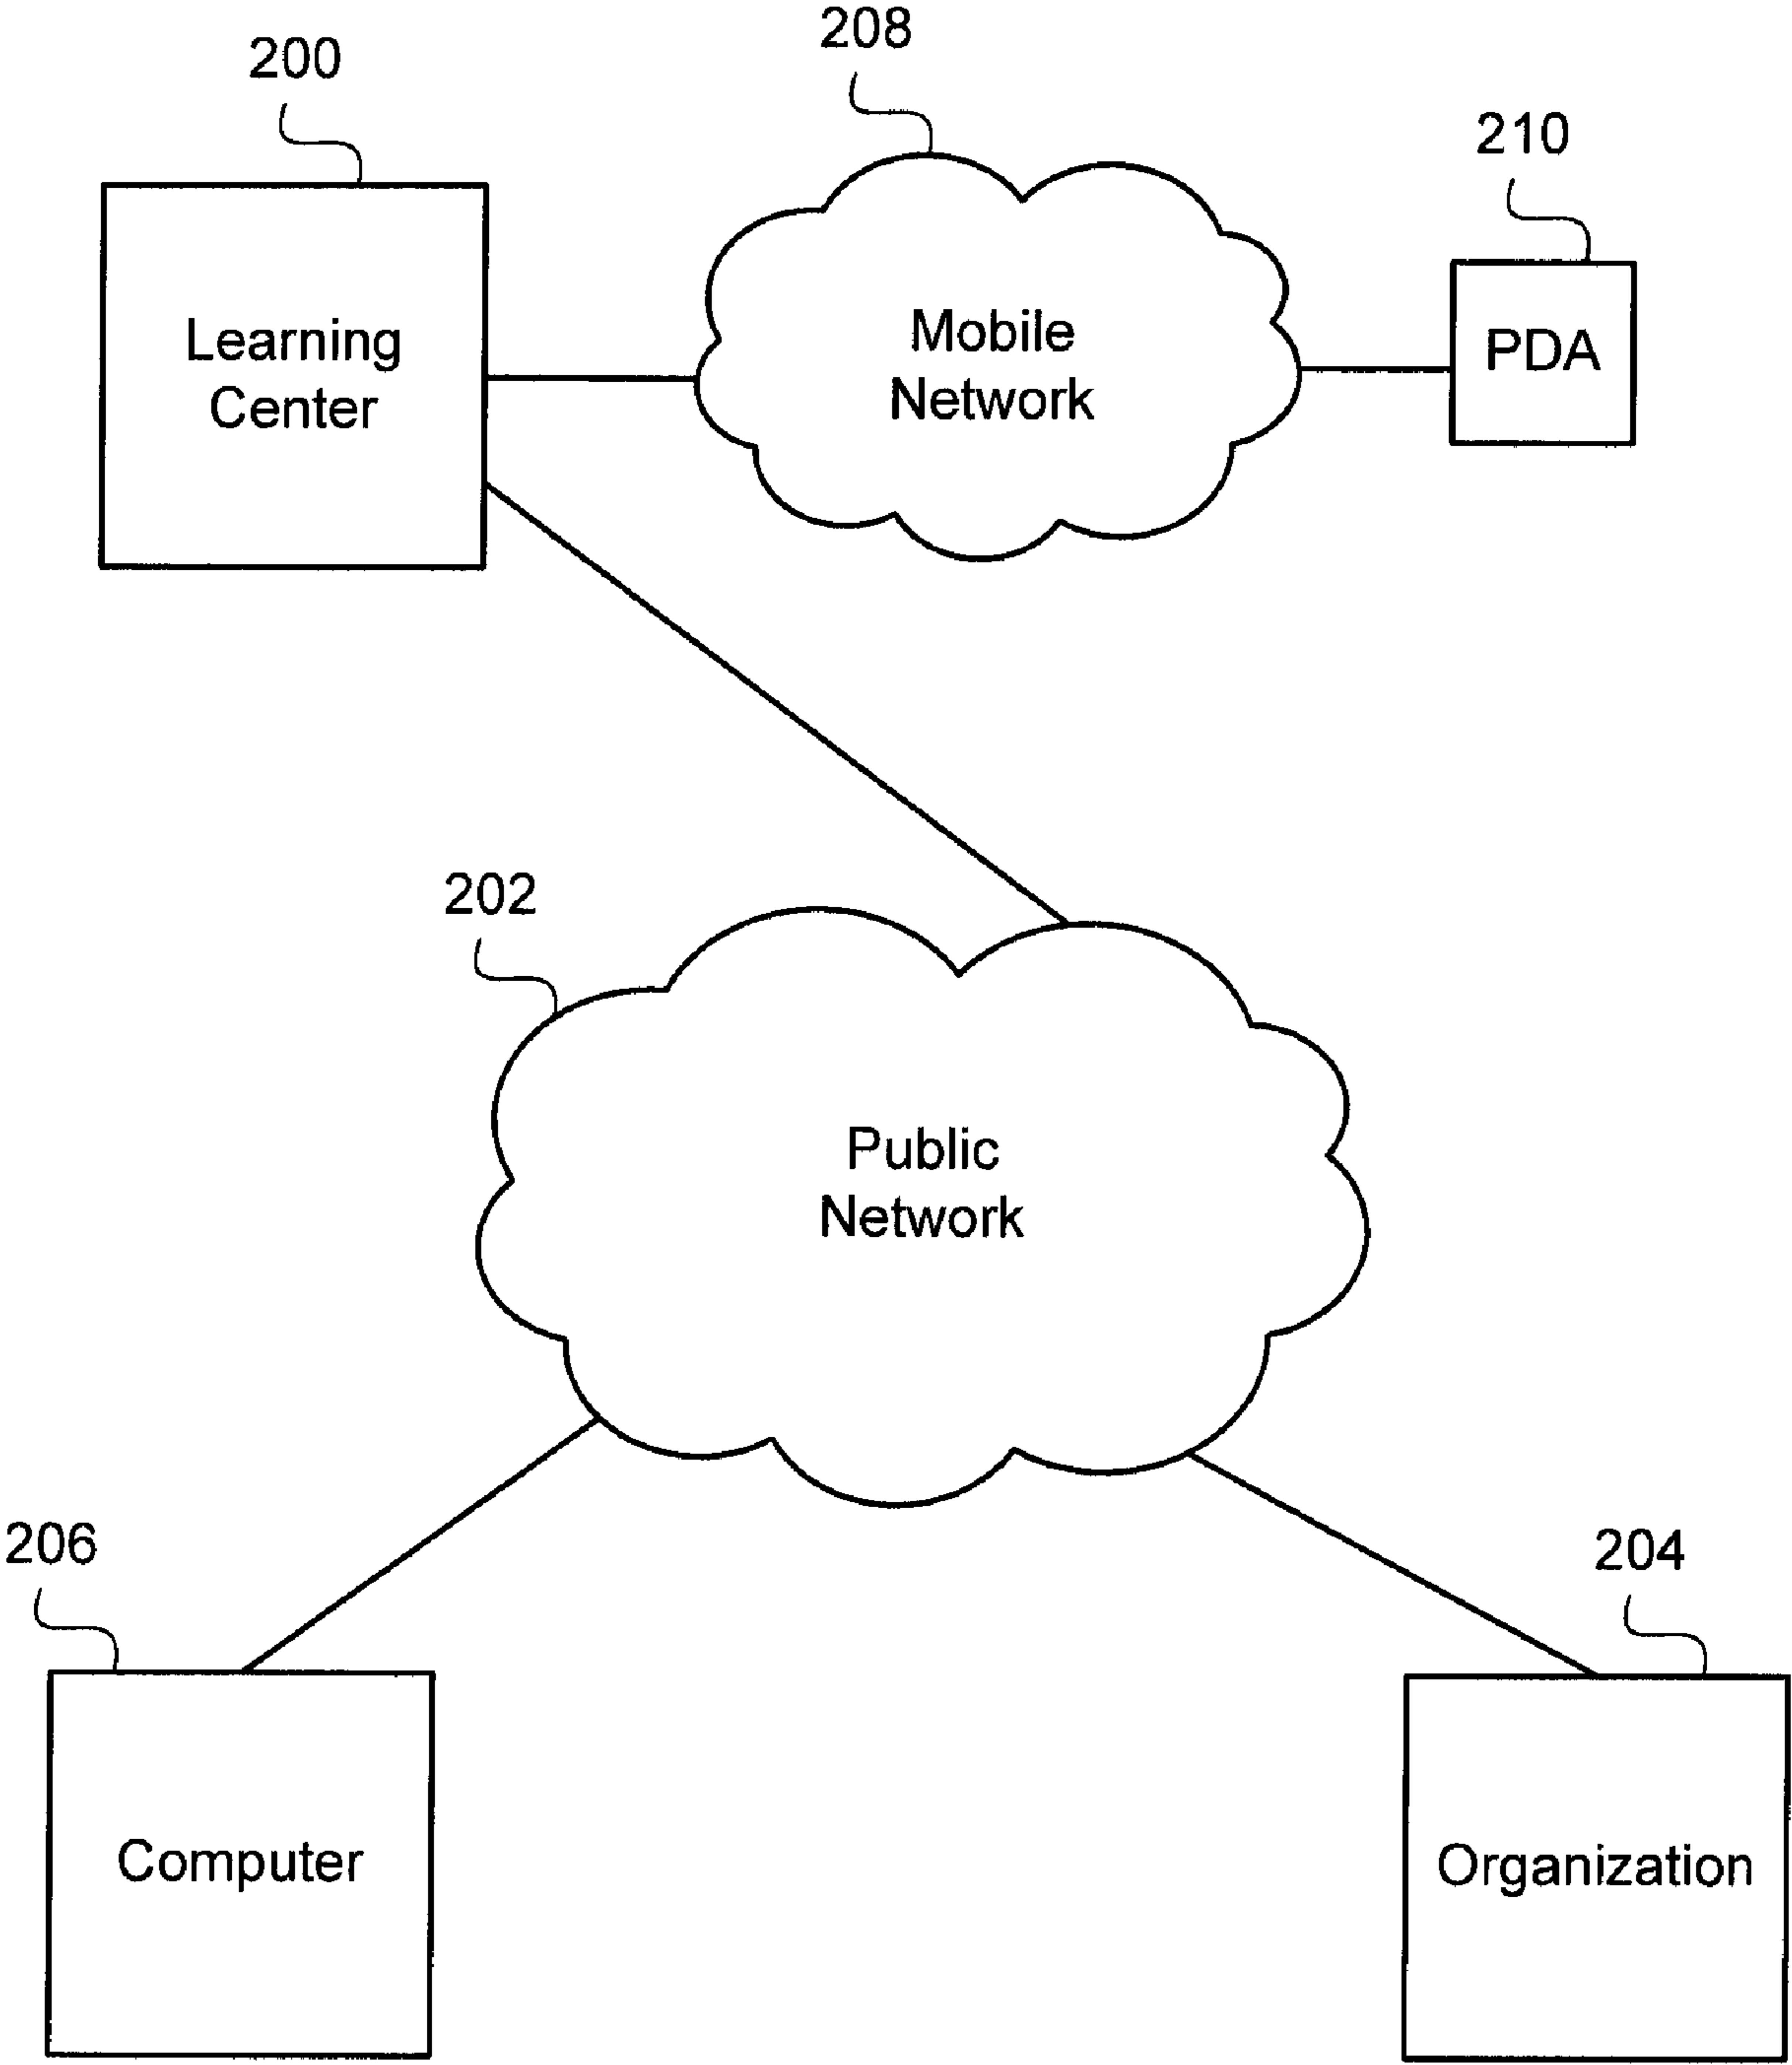 208
200
210
Learning
Center
Mobile
Network
PDA
202
Public
Network
206
204
Computer
Organization